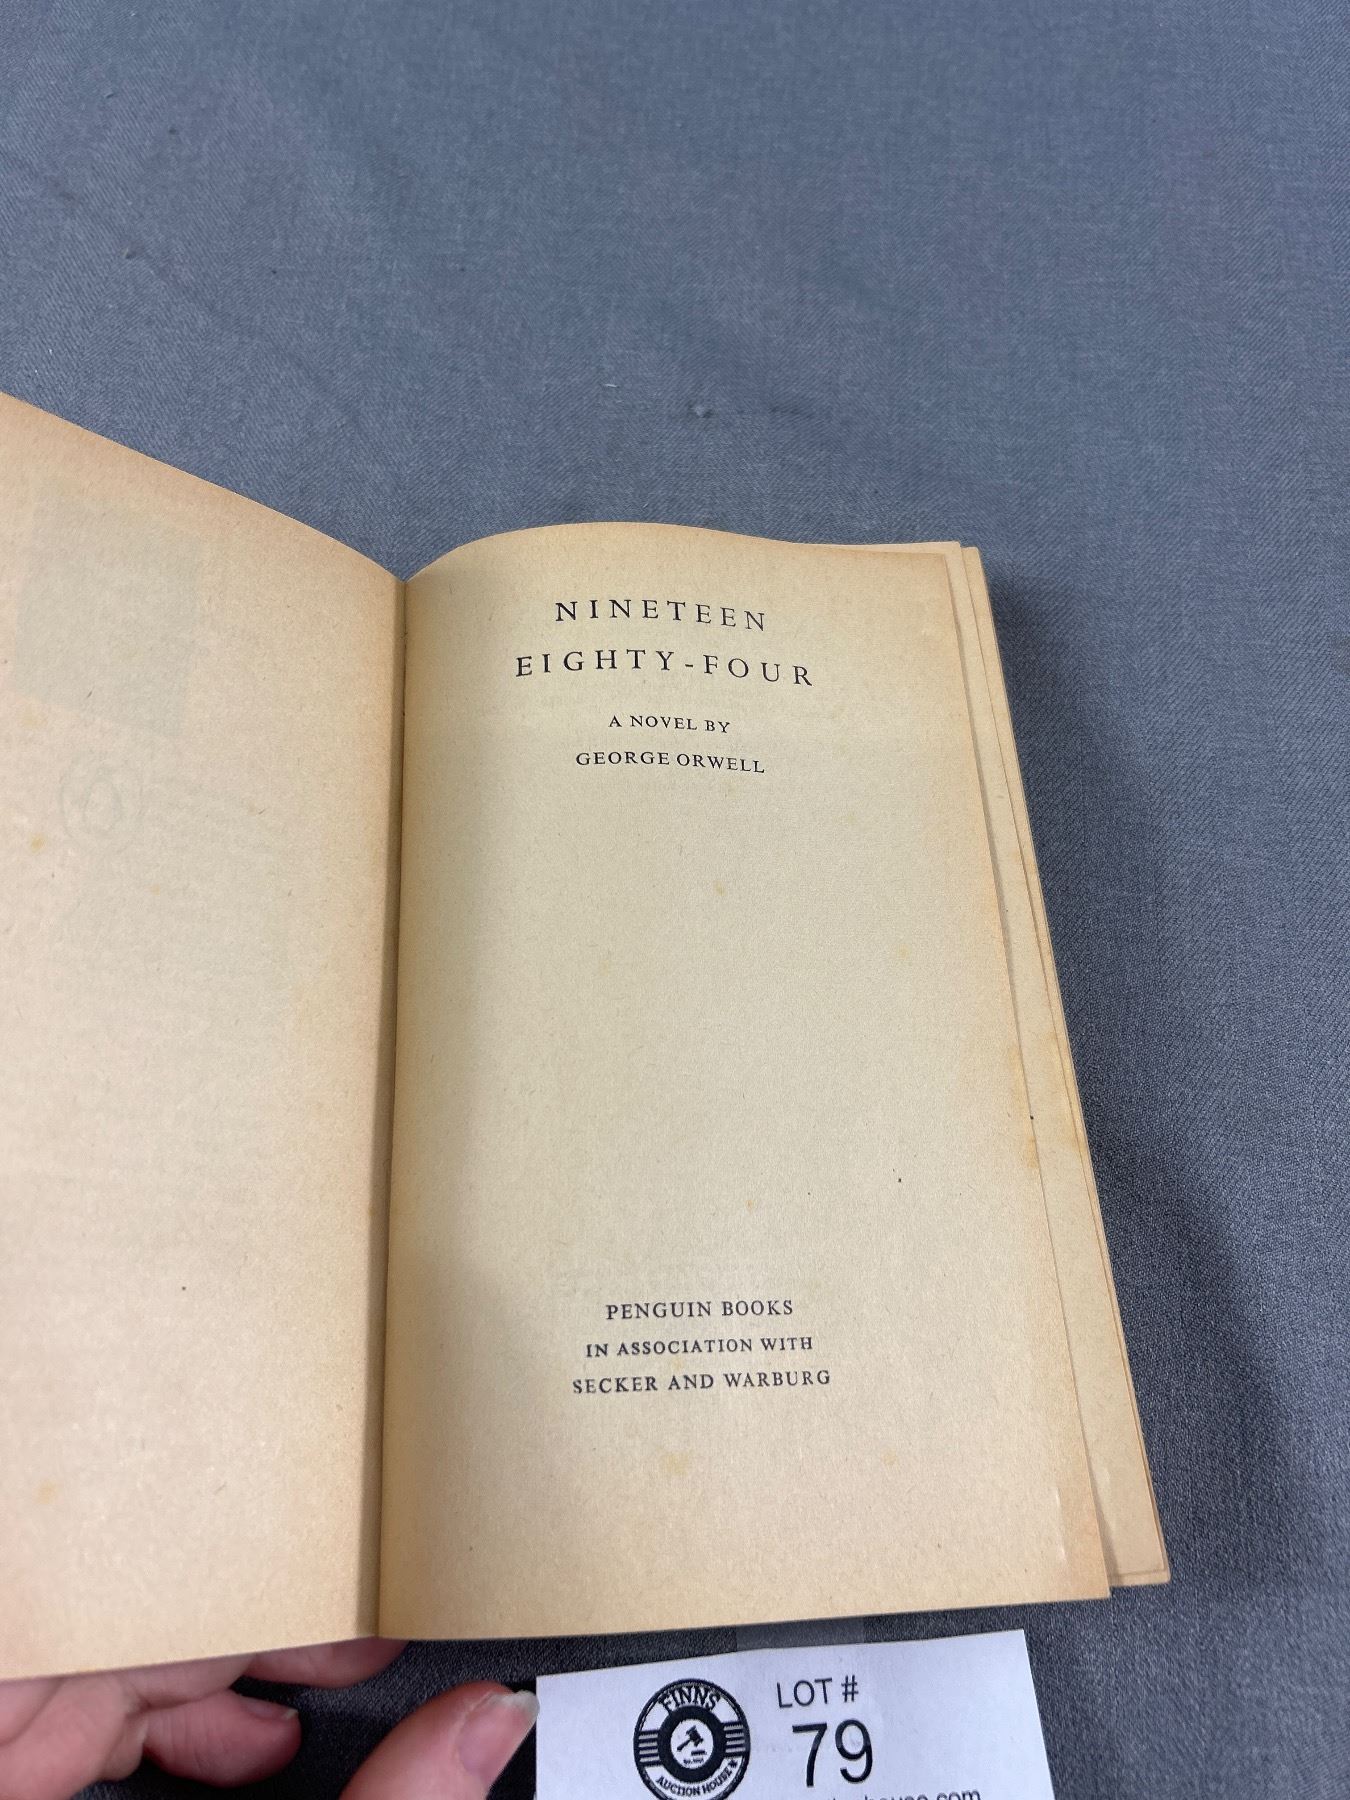 NINETEEN
EIGHTY-FOUR
A NOVEL BY
GEORGE ORWELL
PENGUIN BOOKS
IN ASSOCIATION WITH
SECKER AND WARBURG
FINNS
AUCTION HOUSE
LOT #
79